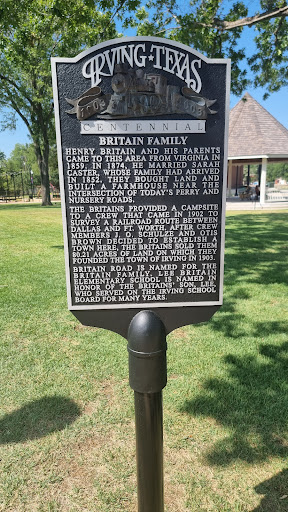 IRVING★TEXAS
1903
2003
CENTENNIAL
BRITAIN FAMILY
HENRY BRITAIN AND HIS PARENTS
CAME TO THIS AREA FROM VIRGINIA IN
1859. IN 1874, HE MARRIED SARAH
CASTER, WHOSE FAMILY HAD ARRIVED
IN 1852. THEY BOUGHT LAND AND
BUILT A FARMHOUSE NEAR THE
INTERSECTION OF TODAY'S PERRY AND
NURSERY ROADS.
THE BRITAINS PROVIDED A CAMPSITE
TO A CREW THAT CAME IN 1902 TO
SURVEY A RAILROAD ROUTE BETWEEN
DALLAS AND FT. WORTH. AFTER CREW
MEMBERS J. O. SCHULZE AND OTIS
BROWN DECIDED TO ESTABLISH A
TOWN HERE, THE BRITAINS SOLD THEM
80.21 ACRES OF LAND ON WHICH THEY
FOUNDED THE TOWN OF IRVING IN 1903.
BRITAIN ROAD IS NAMED FOR THE
BRITAIN FAMILY. LEE BRITAIN
ELEMENTARY SCHOOL IS NAMED IN
HONOR OF THE BRITAINS' SON, LEE,
WHO SERVED ON THE IRVING SCHOOL
BOARD FOR MANY YEARS.